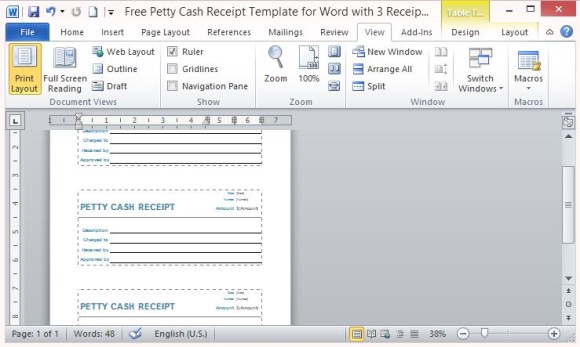 Free Petty Cash Receipt Template for Word with 3 Receip...
Table T...
File Home Insert Page Layout References Mailings Review View Add-Ins Design Layout
Print Layout
Full Screen Reading
Web Layout
Outline
Draft
Document Views
Ruler
Gridlines
Navigation Pane
Show
Zoom
100%
Zoom
New Window
Arrange All
Split
Switch Windows
Window
Macros
Macros
Description
Charged to
Received by
Approved by
Date [Date]
Number [Number]
PETTY CASH RECEIPT Amount $[Amount]
Description
Charged to
Received by
Approved by
Date [Date]
Number [Number]
PETTY CASH RECEIPT Amount $[Amount]
Page: 1 of 1 Words: 48 English (U.S.) 38%